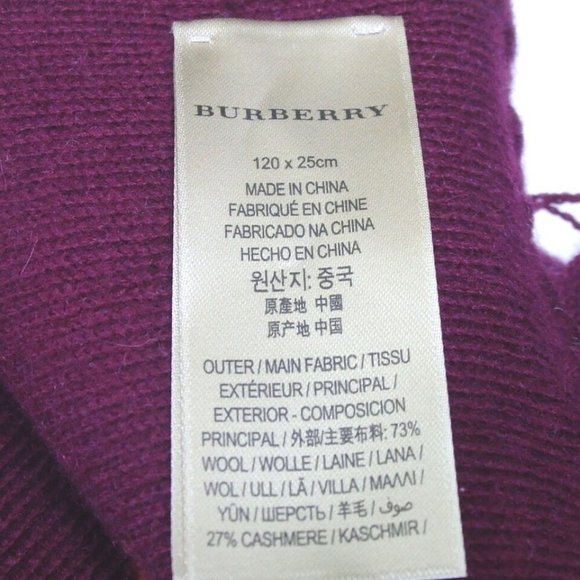 BURBERRY
120 x 25cm
MADE IN CHINA
FABRIQUÉ EN CHINE
FABRICADO NA CHINA
HECHO EN CHINA
원산지: 중국
原產地 中國
原产地 中国
OUTER / MAIN FABRIC / TISSU
EXTÉRIEUR / PRINCIPAL /
EXTERIOR - COMPOSICION
PRINCIPAL / 外部/主要布料: 73%
WOOL / WOLLE / LAINE / LANA /
WOL / ULL / LÃ / VILLA / ΜΑΛΛΙ /
YÜN / ШЕРСТЬ / 羊毛 / صوف /
27% CASHMERE / KASCHMIR /